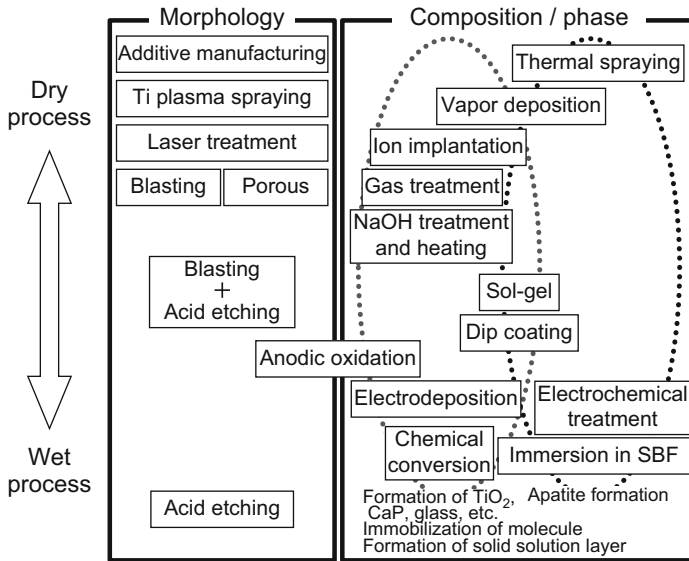 Morphology
Composition / phase
Dry
process
Wet
process
Additive manufacturing
Ti plasma spraying
Laser treatment
Blasting
Porous
Blasting
+
Acid etching
Anodic oxidation
Acid etching
Thermal spraying
Vapor deposition
Ion implantation
Gas treatment
NaOH treatment
and heating
Sol-gel
Dip coating
Electrodeposition
Electrochemical
treatment
Chemical
conversion
Immersion in SBF
Formation of TiO₂,
CaP, glass, etc.
Immobilization of molecule
Formation of solid solution layer
Apatite formation